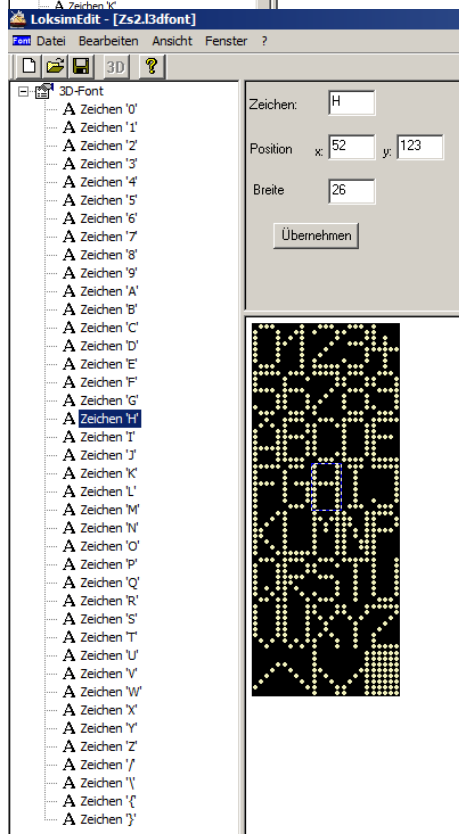 A Zeichen 'K'
LoksimEdit - [Zs2.l3dfont]
Font Datei Bearbeiten Ansicht Fenster ?
3D ?
3D-Font
A Zeichen '0'
A Zeichen '1'
A Zeichen '2'
A Zeichen '3'
A Zeichen '4'
A Zeichen '5'
A Zeichen '6'
A Zeichen '7'
A Zeichen '8'
A Zeichen '9'
A Zeichen 'A'
A Zeichen 'B'
A Zeichen 'C'
A Zeichen 'D'
A Zeichen 'E'
A Zeichen 'F'
A Zeichen 'G'
A Zeichen 'H'
A Zeichen 'I'
A Zeichen 'J'
A Zeichen 'K'
A Zeichen 'L'
A Zeichen 'M'
A Zeichen 'N'
A Zeichen 'O'
A Zeichen 'P'
A Zeichen 'Q'
A Zeichen 'R'
A Zeichen 'S'
A Zeichen 'T'
A Zeichen 'U'
A Zeichen 'V'
A Zeichen 'W'
A Zeichen 'X'
A Zeichen 'Y'
A Zeichen 'Z'
A Zeichen '/'
A Zeichen '\'
A Zeichen '{'
A Zeichen '}'
Zeichen: H
Position x: 52 y: 123
Breite 26
Übernehmen